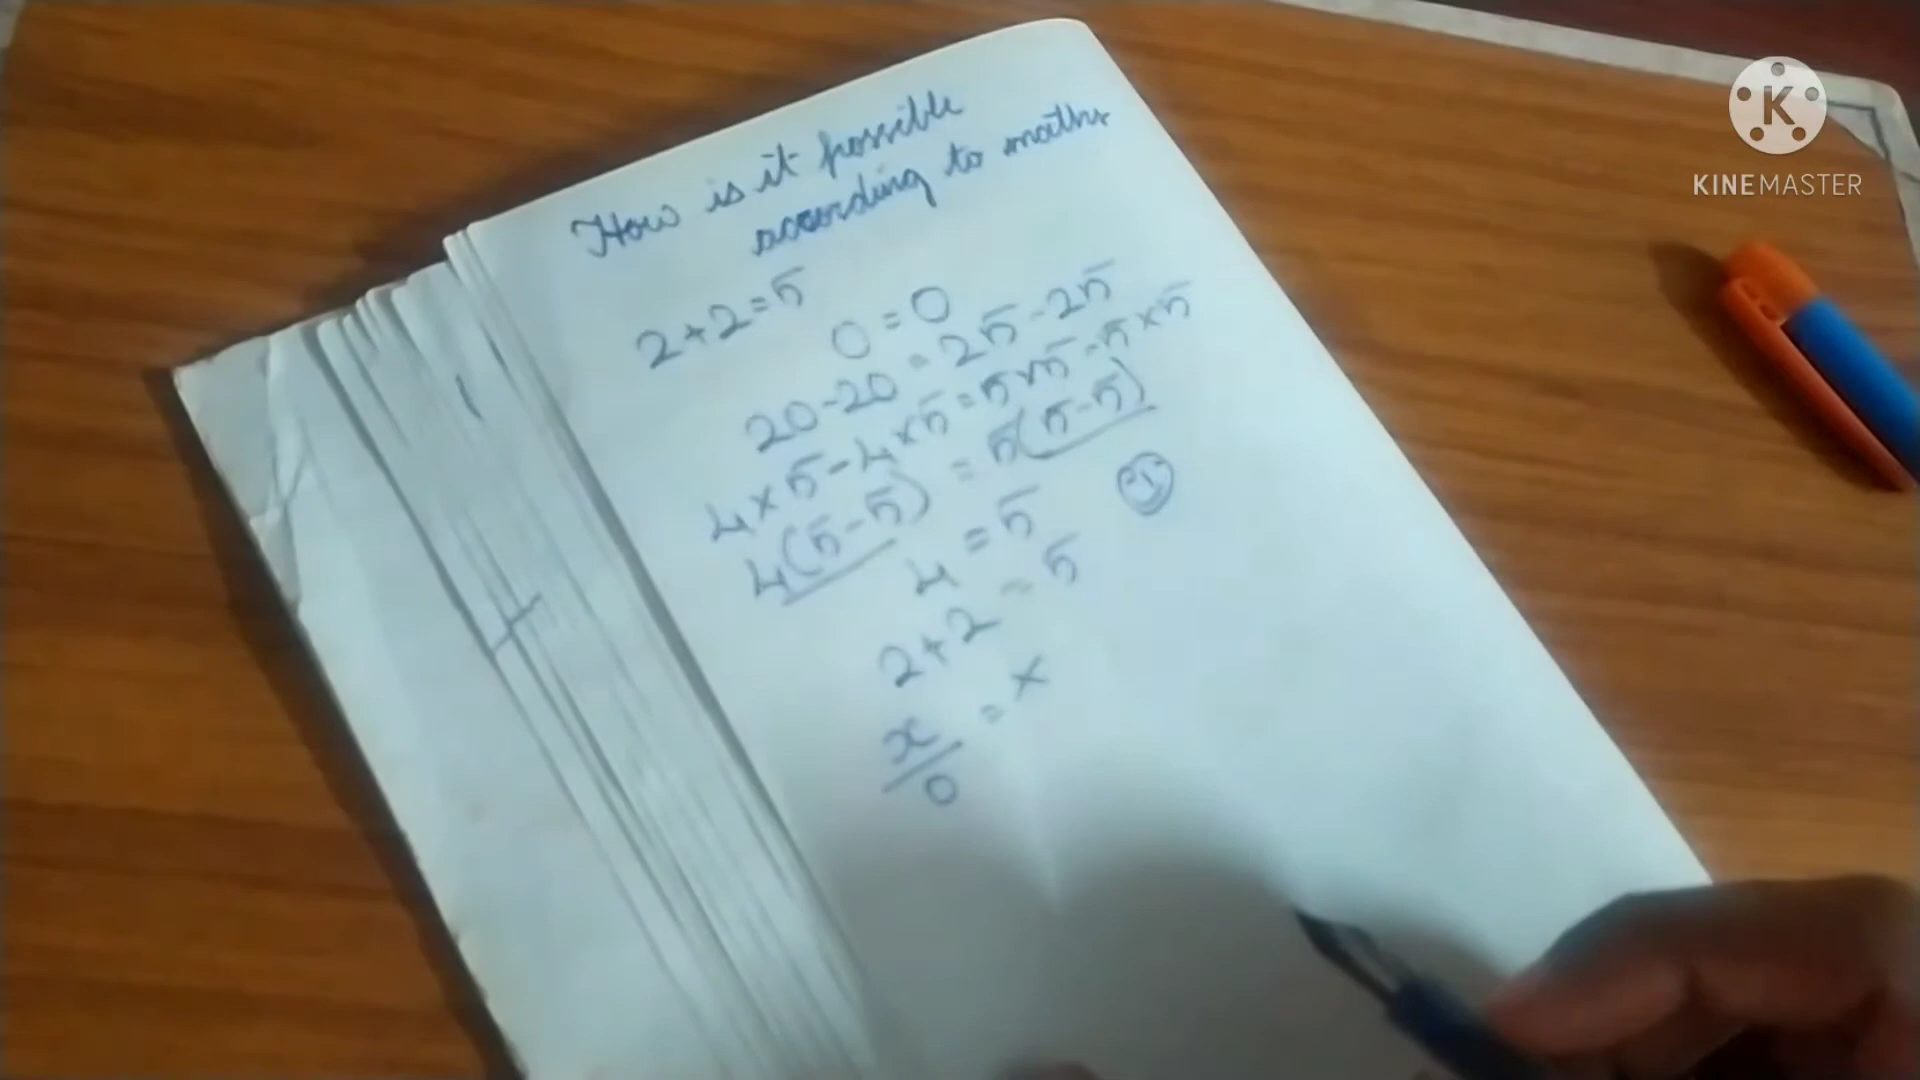 How is it possible
according to maths
2+2=5
0=0
20-20=25-25
4×5-4×5=5×5-5×5
4(5-5)=5(5-5)
4=5
2+2=5
x/0=×
KINEMASTER